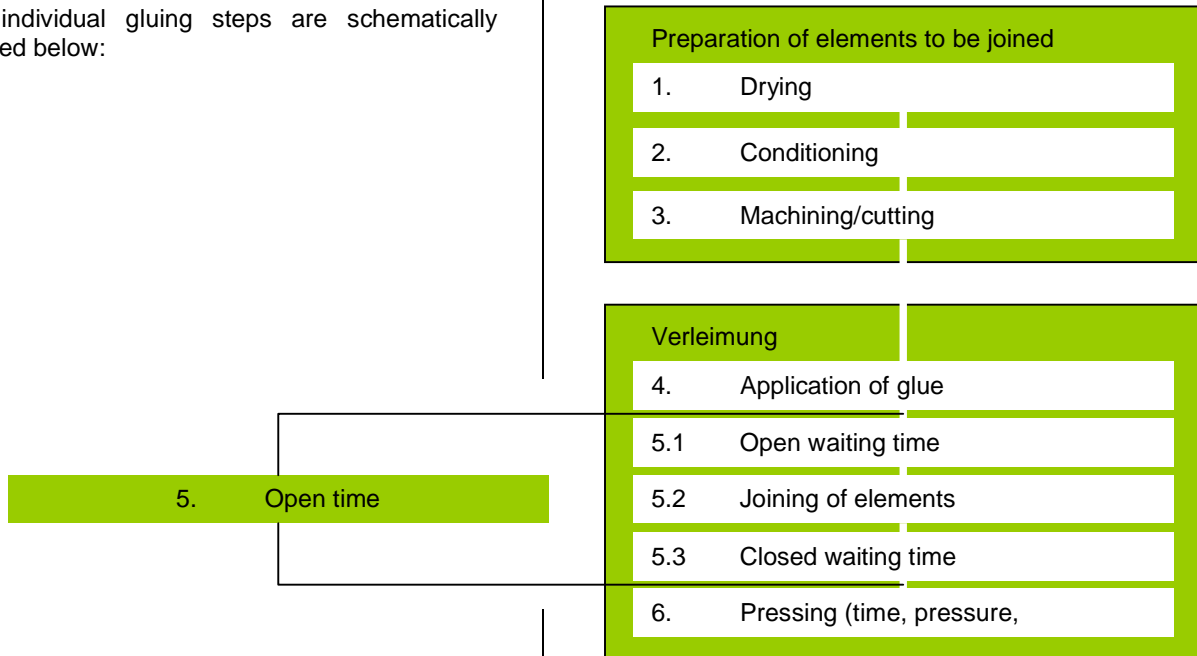 individual gluing steps are schematically
ed below:
Preparation of elements to be joined
1. Drying
2. Conditioning
3. Machining/cutting
Verleimung
4. Application of glue
5.1 Open waiting time
5. Open time
5.2 Joining of elements
5.3 Closed waiting time
6. Pressing (time, pressure,